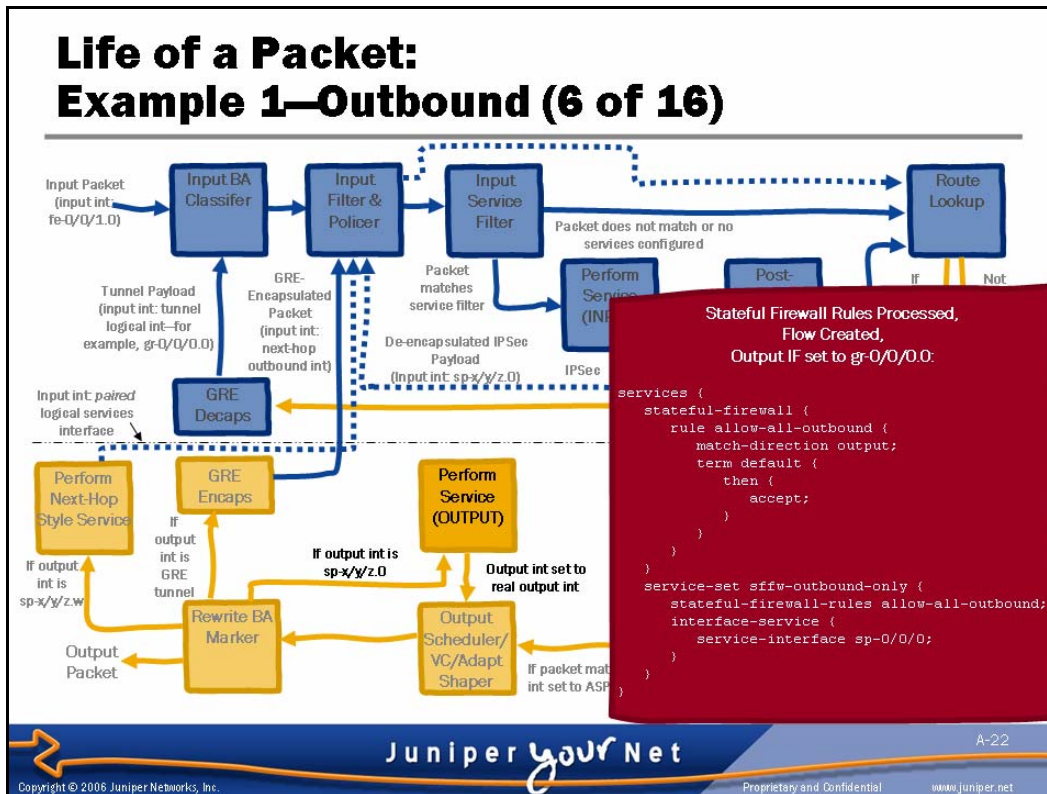 Life of a Packet:
Example 1—Outbound (6 of 16)
Input Packet
(input int:
fe-0/0/1.0)
Input BA
Classifer
Input
Filter &
Policer
Input
Service
Filter
Route
Lookup
Packet does not match or no
services configured
Packet
matches
service filter
Perform
Service
(INP
Post-
If
Not
Tunnel Payload
(input int: tunnel
logical int—for
example, gr-0/0/0.0)
GRE-
Encapsulated
Packet
(input int:
next-hop
outbound int)
De-encapsulated IPSec
Payload
(Input int: sp-x/y/z.0)
IPSec
GRE
Decaps
Input int: paired
logical services
interface
Perform
Next-Hop
Style Service
GRE
Encaps
Perform
Service
(OUTPUT)
If
output
int is
GRE
tunnel
If output
int is
sp-x/y/z.w
If output int is
sp-x/y/z.0
Output int set to
real output int
Rewrite BA
Marker
Output
Scheduler/
VC/Adapt
Shaper
Output
Packet
If packet mat
int set to ASP
Stateful Firewall Rules Processed,
Flow Created,
Output IF set to gr-0/0/0.0:
services {
stateful-firewall {
rule allow-all-outbound {
match-direction output;
term default {
then {
accept;
}
}
}
}
service-set sffw-outbound-only {
stateful-firewall-rules allow-all-outbound;
interface-service {
service-interface sp-0/0/0;
}
}
}
A-22
Juniper your Net
Copyright © 2006 Juniper Networks, Inc.
Proprietary and Confidential
www.juniper.net